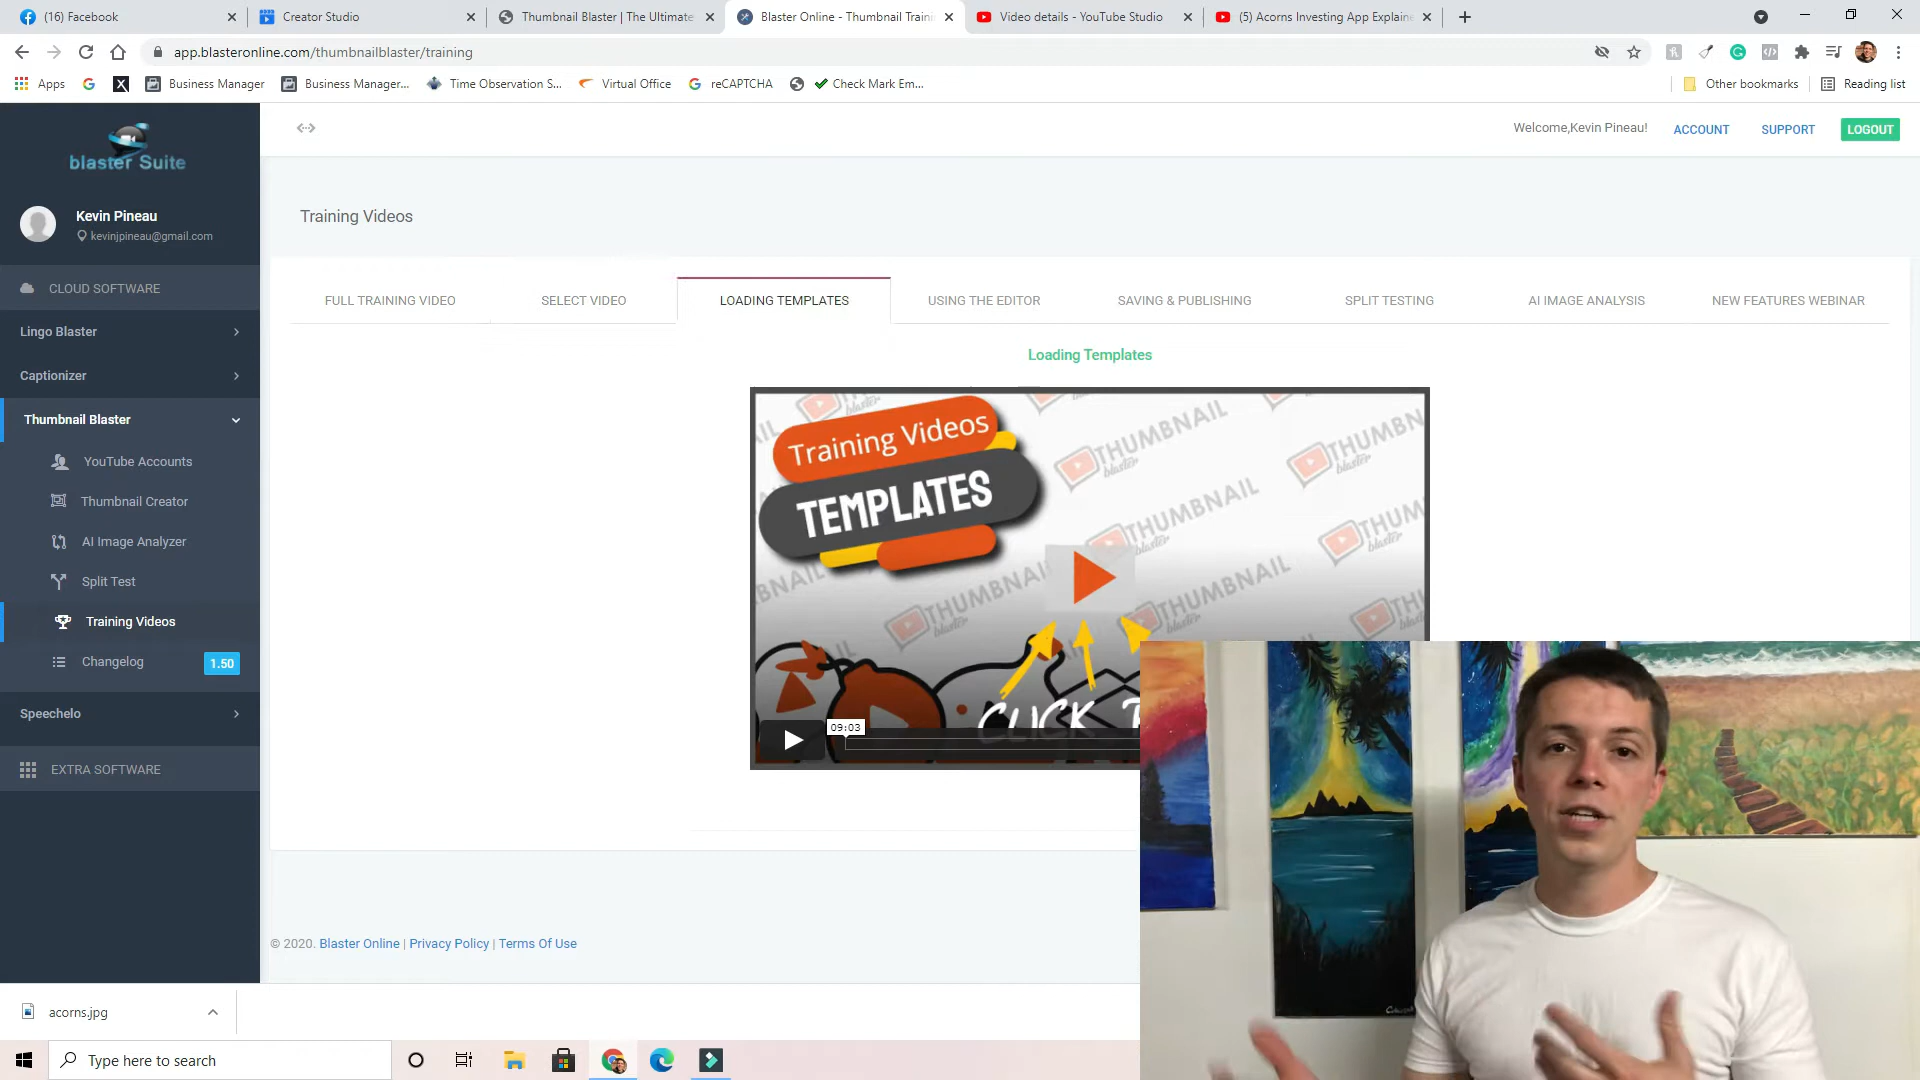 (16) Facebook
Creator Studio
Thumbnail Blaster | The Ultimate
Blaster Online - Thumbnail Traini
Video details - YouTube Studio
(5) Acorns Investing App Explaine
app.blasteronline.com/thumbnailblaster/training
Apps
Business Manager
Business Manager...
Time Observation S...
Virtual Office
reCAPTCHA
Check Mark Em...
Other bookmarks
Reading list
blaster Suite
Welcome,Kevin Pineau!
ACCOUNT
SUPPORT
LOGOUT
Kevin Pineau
kevinjpineau@gmail.com
Training Videos
CLOUD SOFTWARE
Lingo Blaster
Captionizer
Thumbnail Blaster
YouTube Accounts
Thumbnail Creator
AI Image Analyzer
Split Test
Training Videos
Changelog
1.50
Speechelo
EXTRA SOFTWARE
FULL TRAINING VIDEO
SELECT VIDEO
LOADING TEMPLATES
USING THE EDITOR
SAVING & PUBLISHING
SPLIT TESTING
AI IMAGE ANALYSIS
NEW FEATURES WEBINAR
Loading Templates
Training Videos
TEMPLATES
THUMBNAIL
blaster
CLICK
09:03
© 2020. Blaster Online | Privacy Policy | Terms Of Use
acorns.jpg
Type here to search